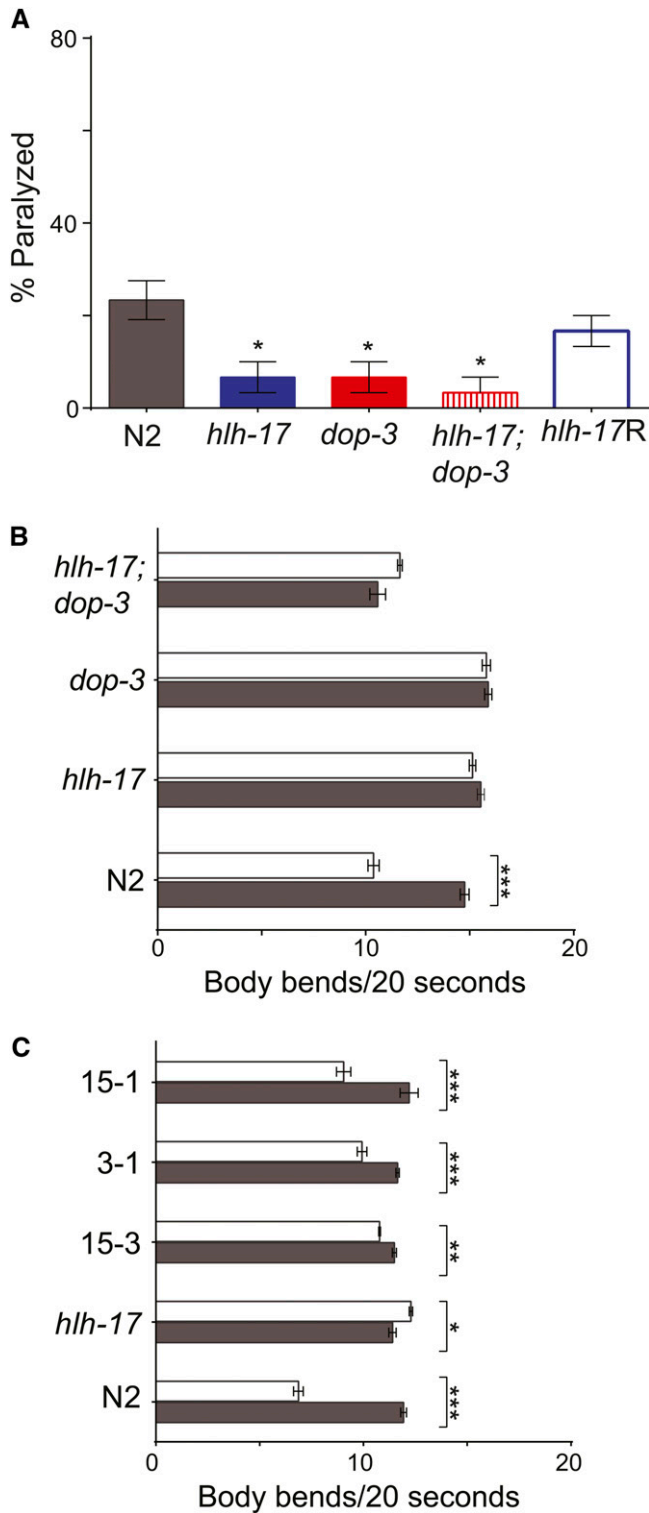 A
80
40
0
% Paralyzed
*
*
*
N2
hlh-17
dop-3
hlh-17;
dop-3
hlh-17R
B
hlh-17;
dop-3
dop-3
hlh-17
N2
***
0
10
20
Body bends/20 seconds
C
15-1
***
3-1
***
15-3
**
hlh-17
*
N2
***
0
10
20
Body bends/20 seconds